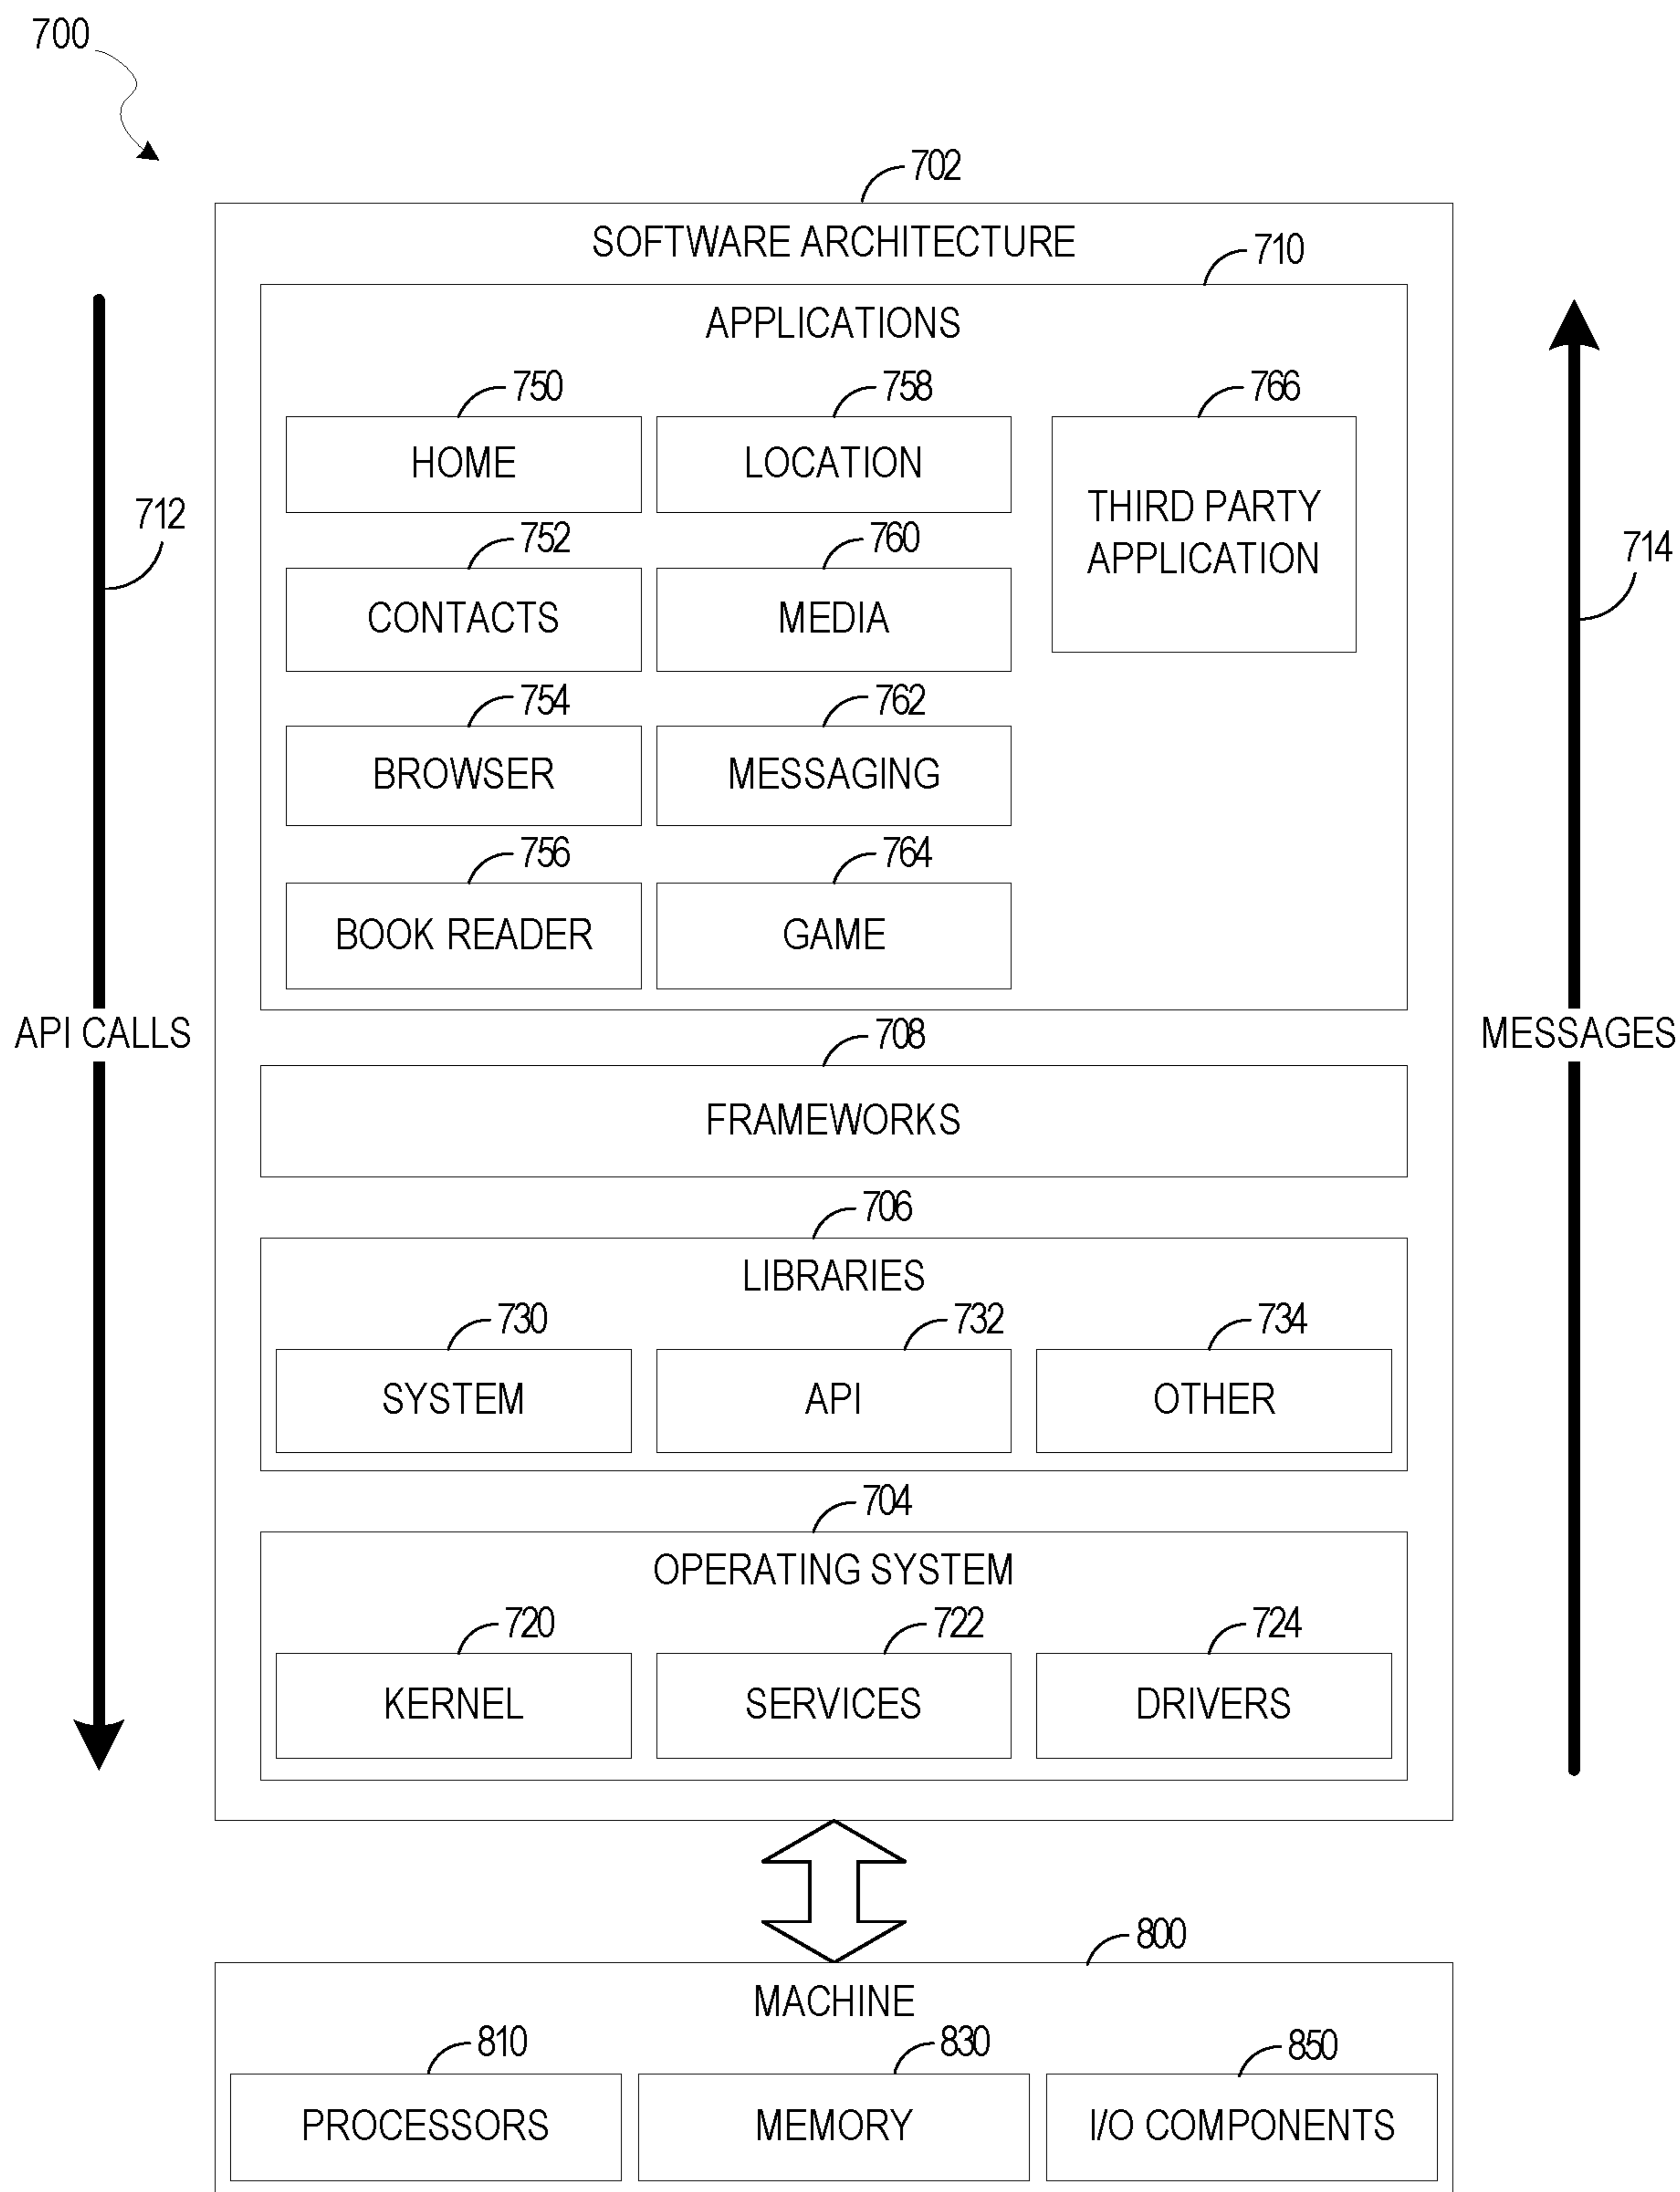 700
702
SOFTWARE ARCHITECTURE
710
APPLICATIONS
750
HOME
758
LOCATION
766
THIRD PARTY
APPLICATION
752
CONTACTS
760
MEDIA
754
BROWSER
762
MESSAGING
756
BOOK READER
764
GAME
712
API CALLS
714
MESSAGES
708
FRAMEWORKS
706
LIBRARIES
730
SYSTEM
732
API
734
OTHER
704
OPERATING SYSTEM
720
KERNEL
722
SERVICES
724
DRIVERS
800
MACHINE
810
PROCESSORS
830
MEMORY
850
I/O COMPONENTS